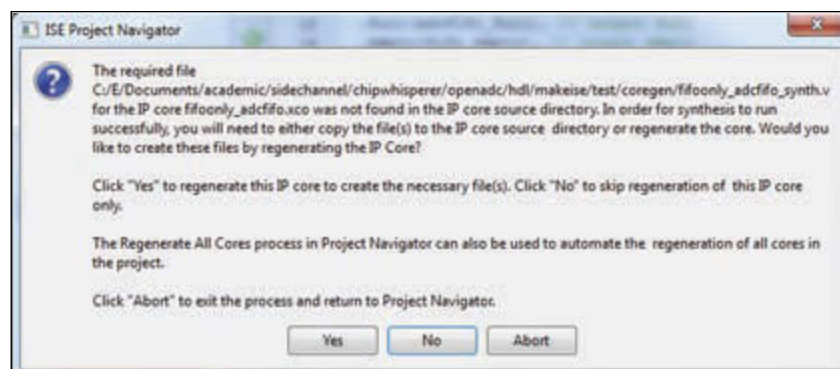 ISE Project Navigator
The required file
C:/E/Documents/academic/sidechannel/chipwhisperer/openadc/hdl/makeise/test/coregen/fifoonly_adcfifo_synth.v
for the IP core fifoonly_adcfifo.xco was not found in the IP core source directory. In order for synthesis to run
successfully, you will need to either copy the file(s) to the IP core source directory or regenerate the core. Would you
like to create these files by regenerating the IP Core?
Click "Yes" to regenerate this IP core to create the necessary file(s). Click "No" to skip regeneration of this IP core
only.
The Regenerate All Cores process in Project Navigator can also be used to automate the regeneration of all cores in
the project.
Click "Abort" to exit the process and return to Project Navigator.
Yes No Abort